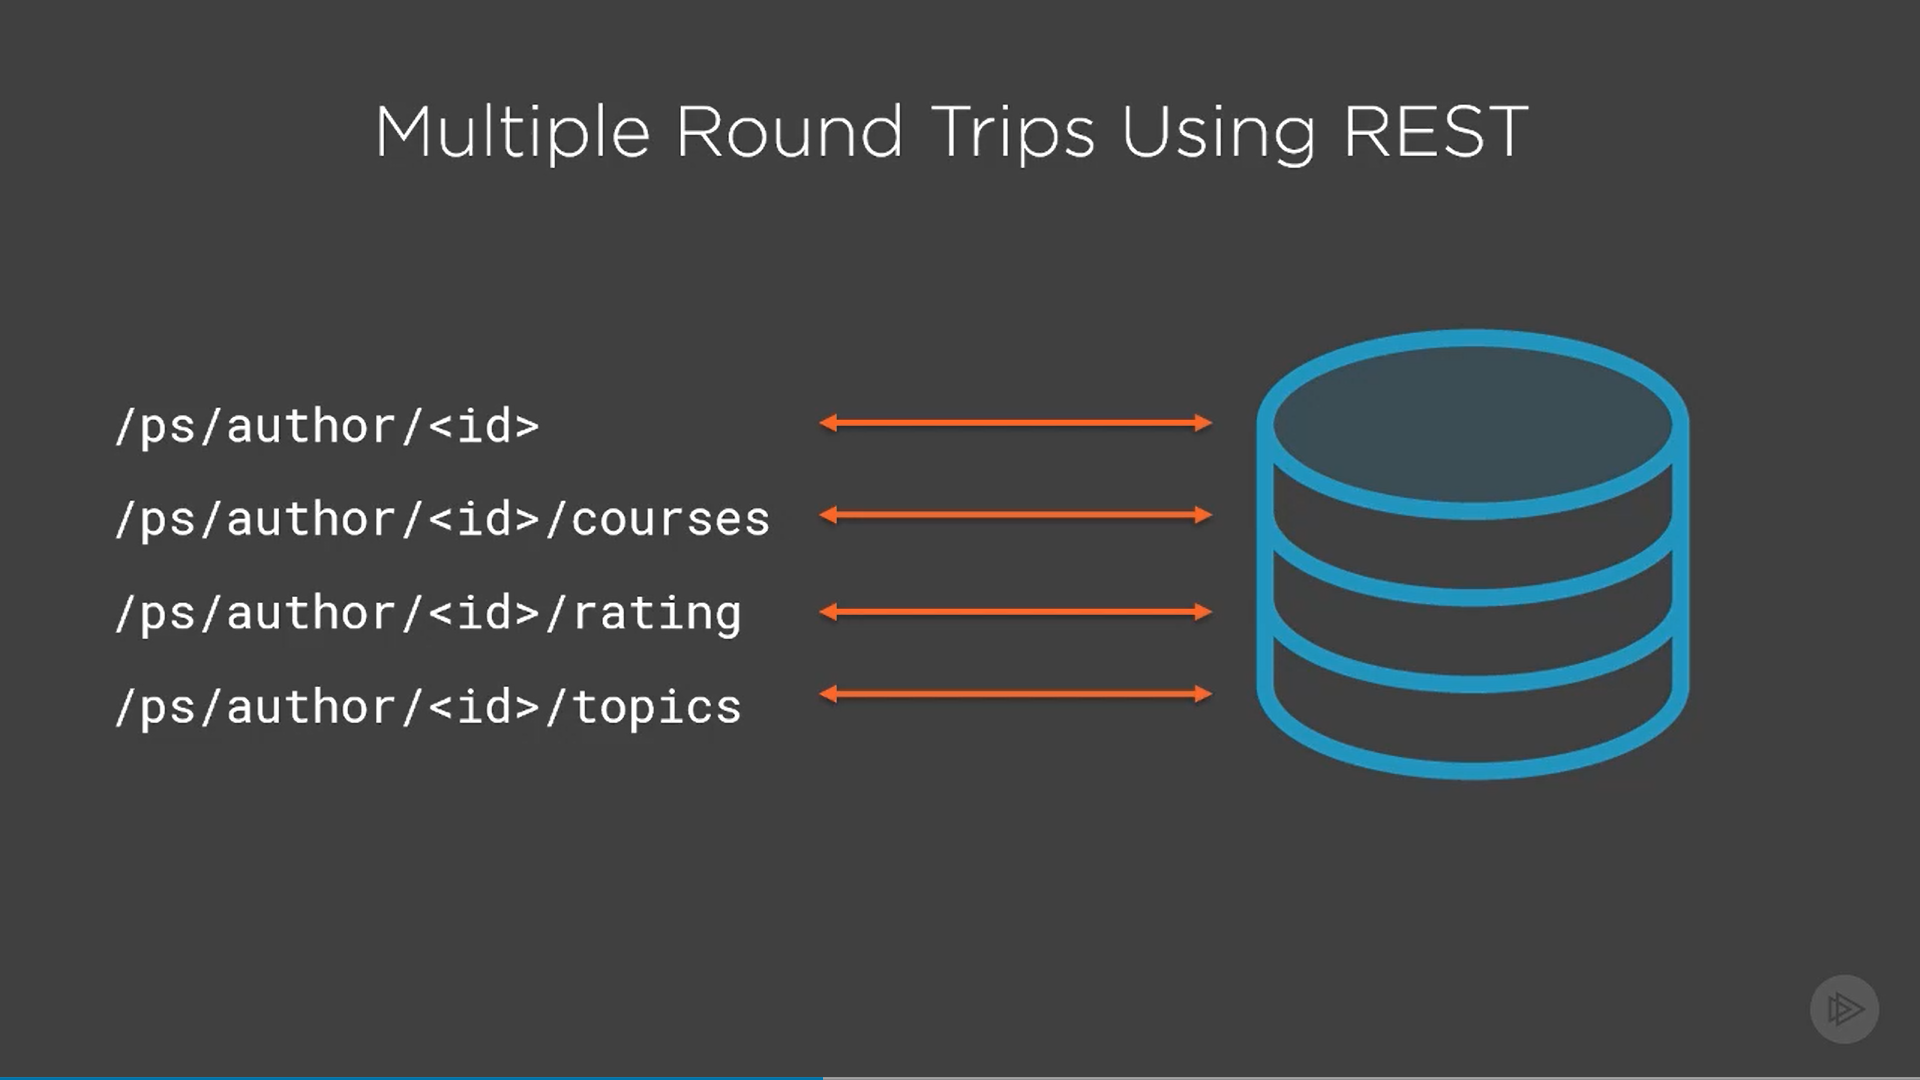 Multiple Round Trips Using REST
/ps/author/<id>
/ps/author/<id>/courses
/ps/author/<id>/rating
/ps/author/<id>/topics